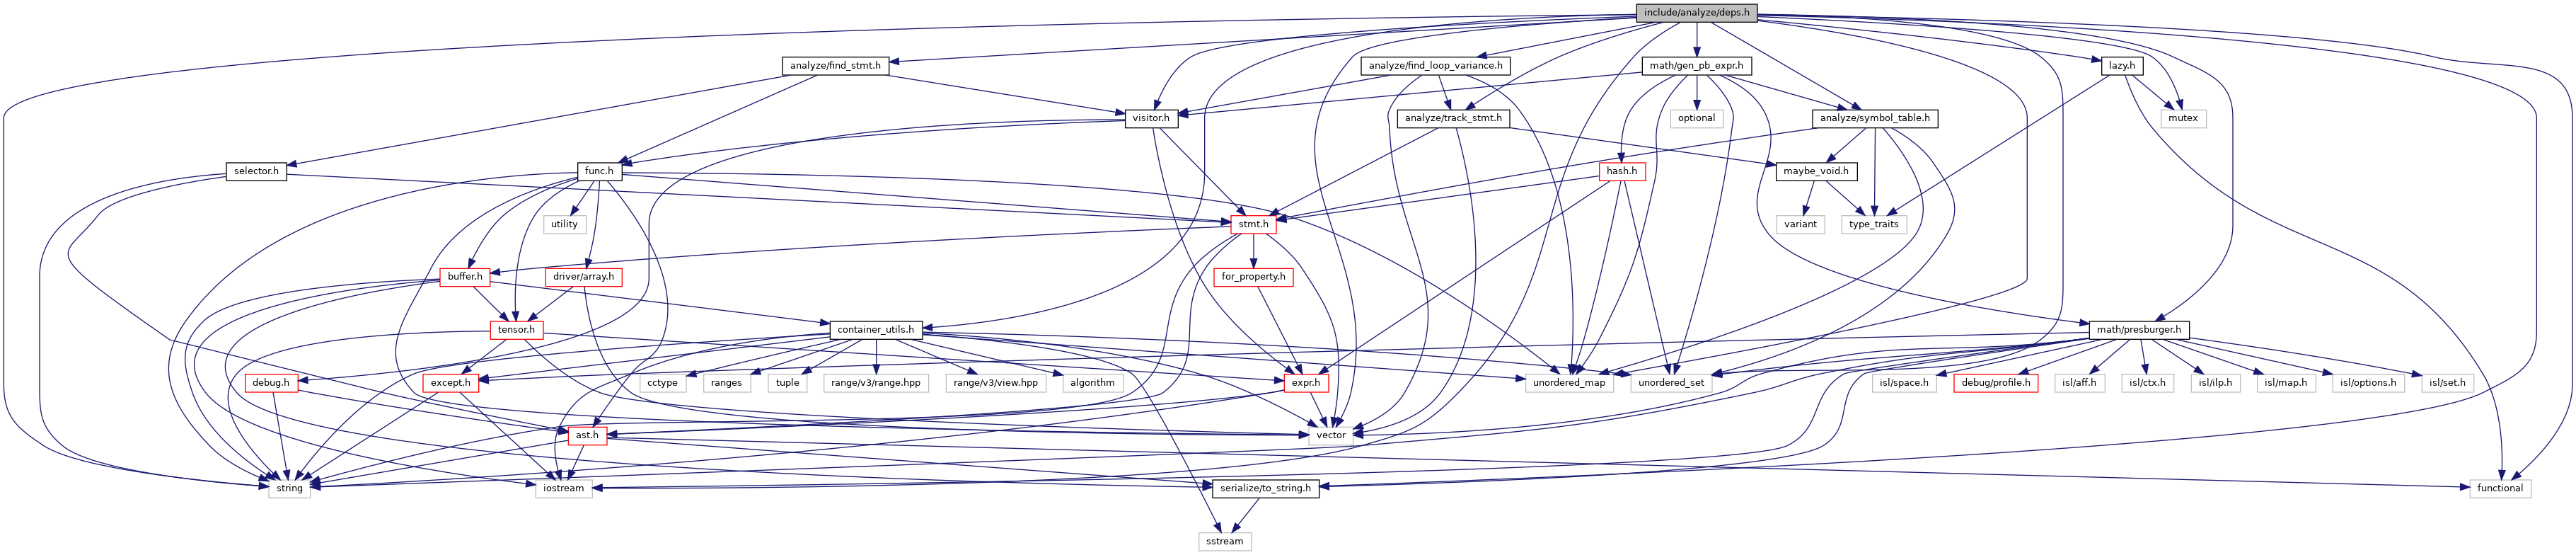 include/analyze/deps.h
analyze/find_stmt.h
analyze/find_loop_variance.h
math/gen_pb_expr.h
lazy.h
visitor.h
analyze/track_stmt.h
optional
analyze/symbol_table.h
mutex
selector.h
func.h
hash.h
maybe_void.h
utility
stmt.h
variant
type_traits
buffer.h
driver/array.h
for_property.h
tensor.h
container_utils.h
math/presburger.h
debug.h
except.h
cctype
ranges
tuple
range/v3/range.hpp
range/v3/view.hpp
algorithm
expr.h
unordered_map
unordered_set
isl/space.h
debug/profile.h
isl/aff.h
isl/ctx.h
isl/ilp.h
isl/map.h
isl/options.h
isl/set.h
ast.h
vector
string
iostream
serialize/to_string.h
functional
sstream